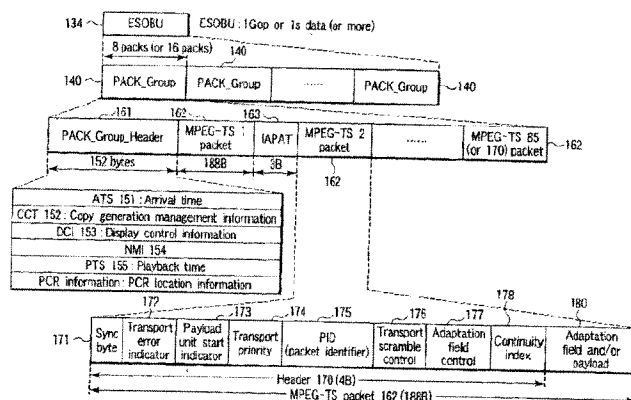 134
ESOBU
ESOBU : 1Gop or 1s data (or more)
8 packs (or 16 packs)
140
140
PACK_Group
PACK_Group
......
PACK_Group
140
161
162
163
PACK_Group_Header
MPEG-TS 1 packet
IAPAT
MPEG-TS 2 packet
......
MPEG-TS 85 (or 170) packet
162
152 bytes
188B
3B
162
ATS 151 : Arrival time
CCT 152 : Copy generation management information
DCI 153 : Display control information
NMI 154
PTS 155 : Playback time
PCR information : PCR location information
172
173
174
175
176
177
178
180
171
Sync byte
Transport error indicator
Payload unit start indicator
Transport priority
PID (packet identifier)
Transport scramble control
Adaptation field control
Continuity index
Adaptation field and/or payload
Header 170 (4B)
MPEG-TS packet 162 (188B)